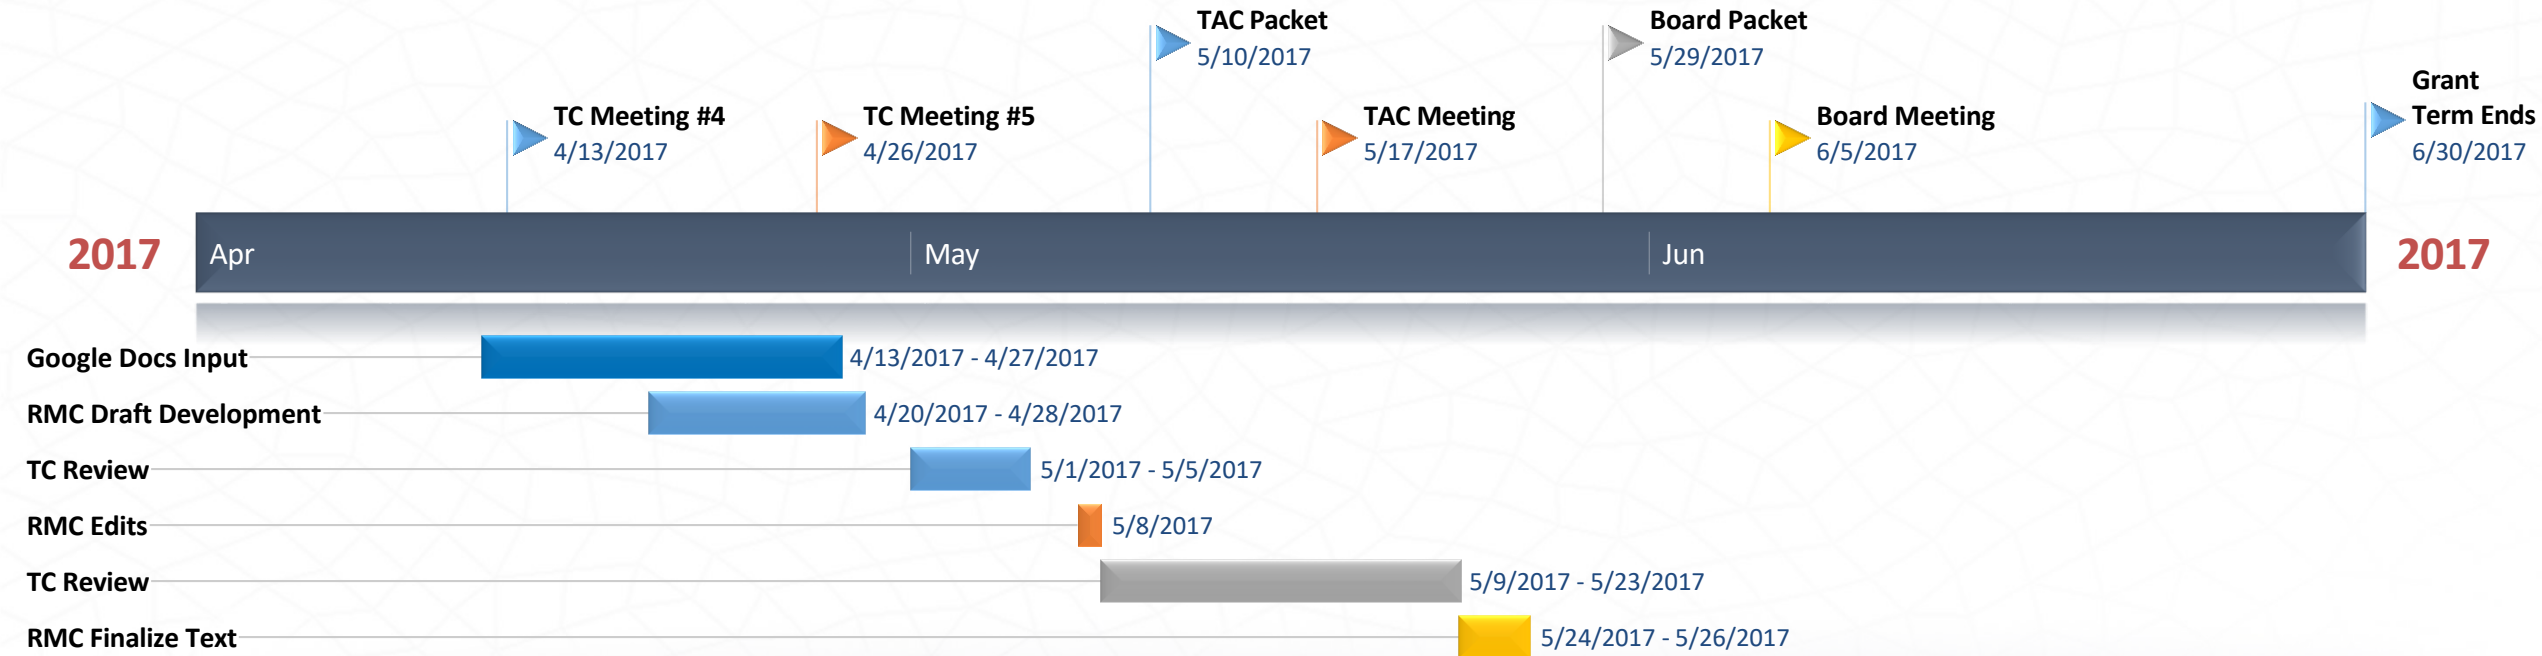 TAC Packet
5/10/2017
Board Packet
5/29/2017
TC Meeting #4
4/13/2017
TC Meeting #5
4/26/2017
TAC Meeting
5/17/2017
Board Meeting
6/5/2017
Grant
Term Ends
6/30/2017
2017 Apr May Jun 2017
Google Docs Input 4/13/2017 - 4/27/2017
RMC Draft Development 4/20/2017 - 4/28/2017
TC Review 5/1/2017 - 5/5/2017
RMC Edits 5/8/2017
TC Review 5/9/2017 - 5/23/2017
RMC Finalize Text 5/24/2017 - 5/26/2017